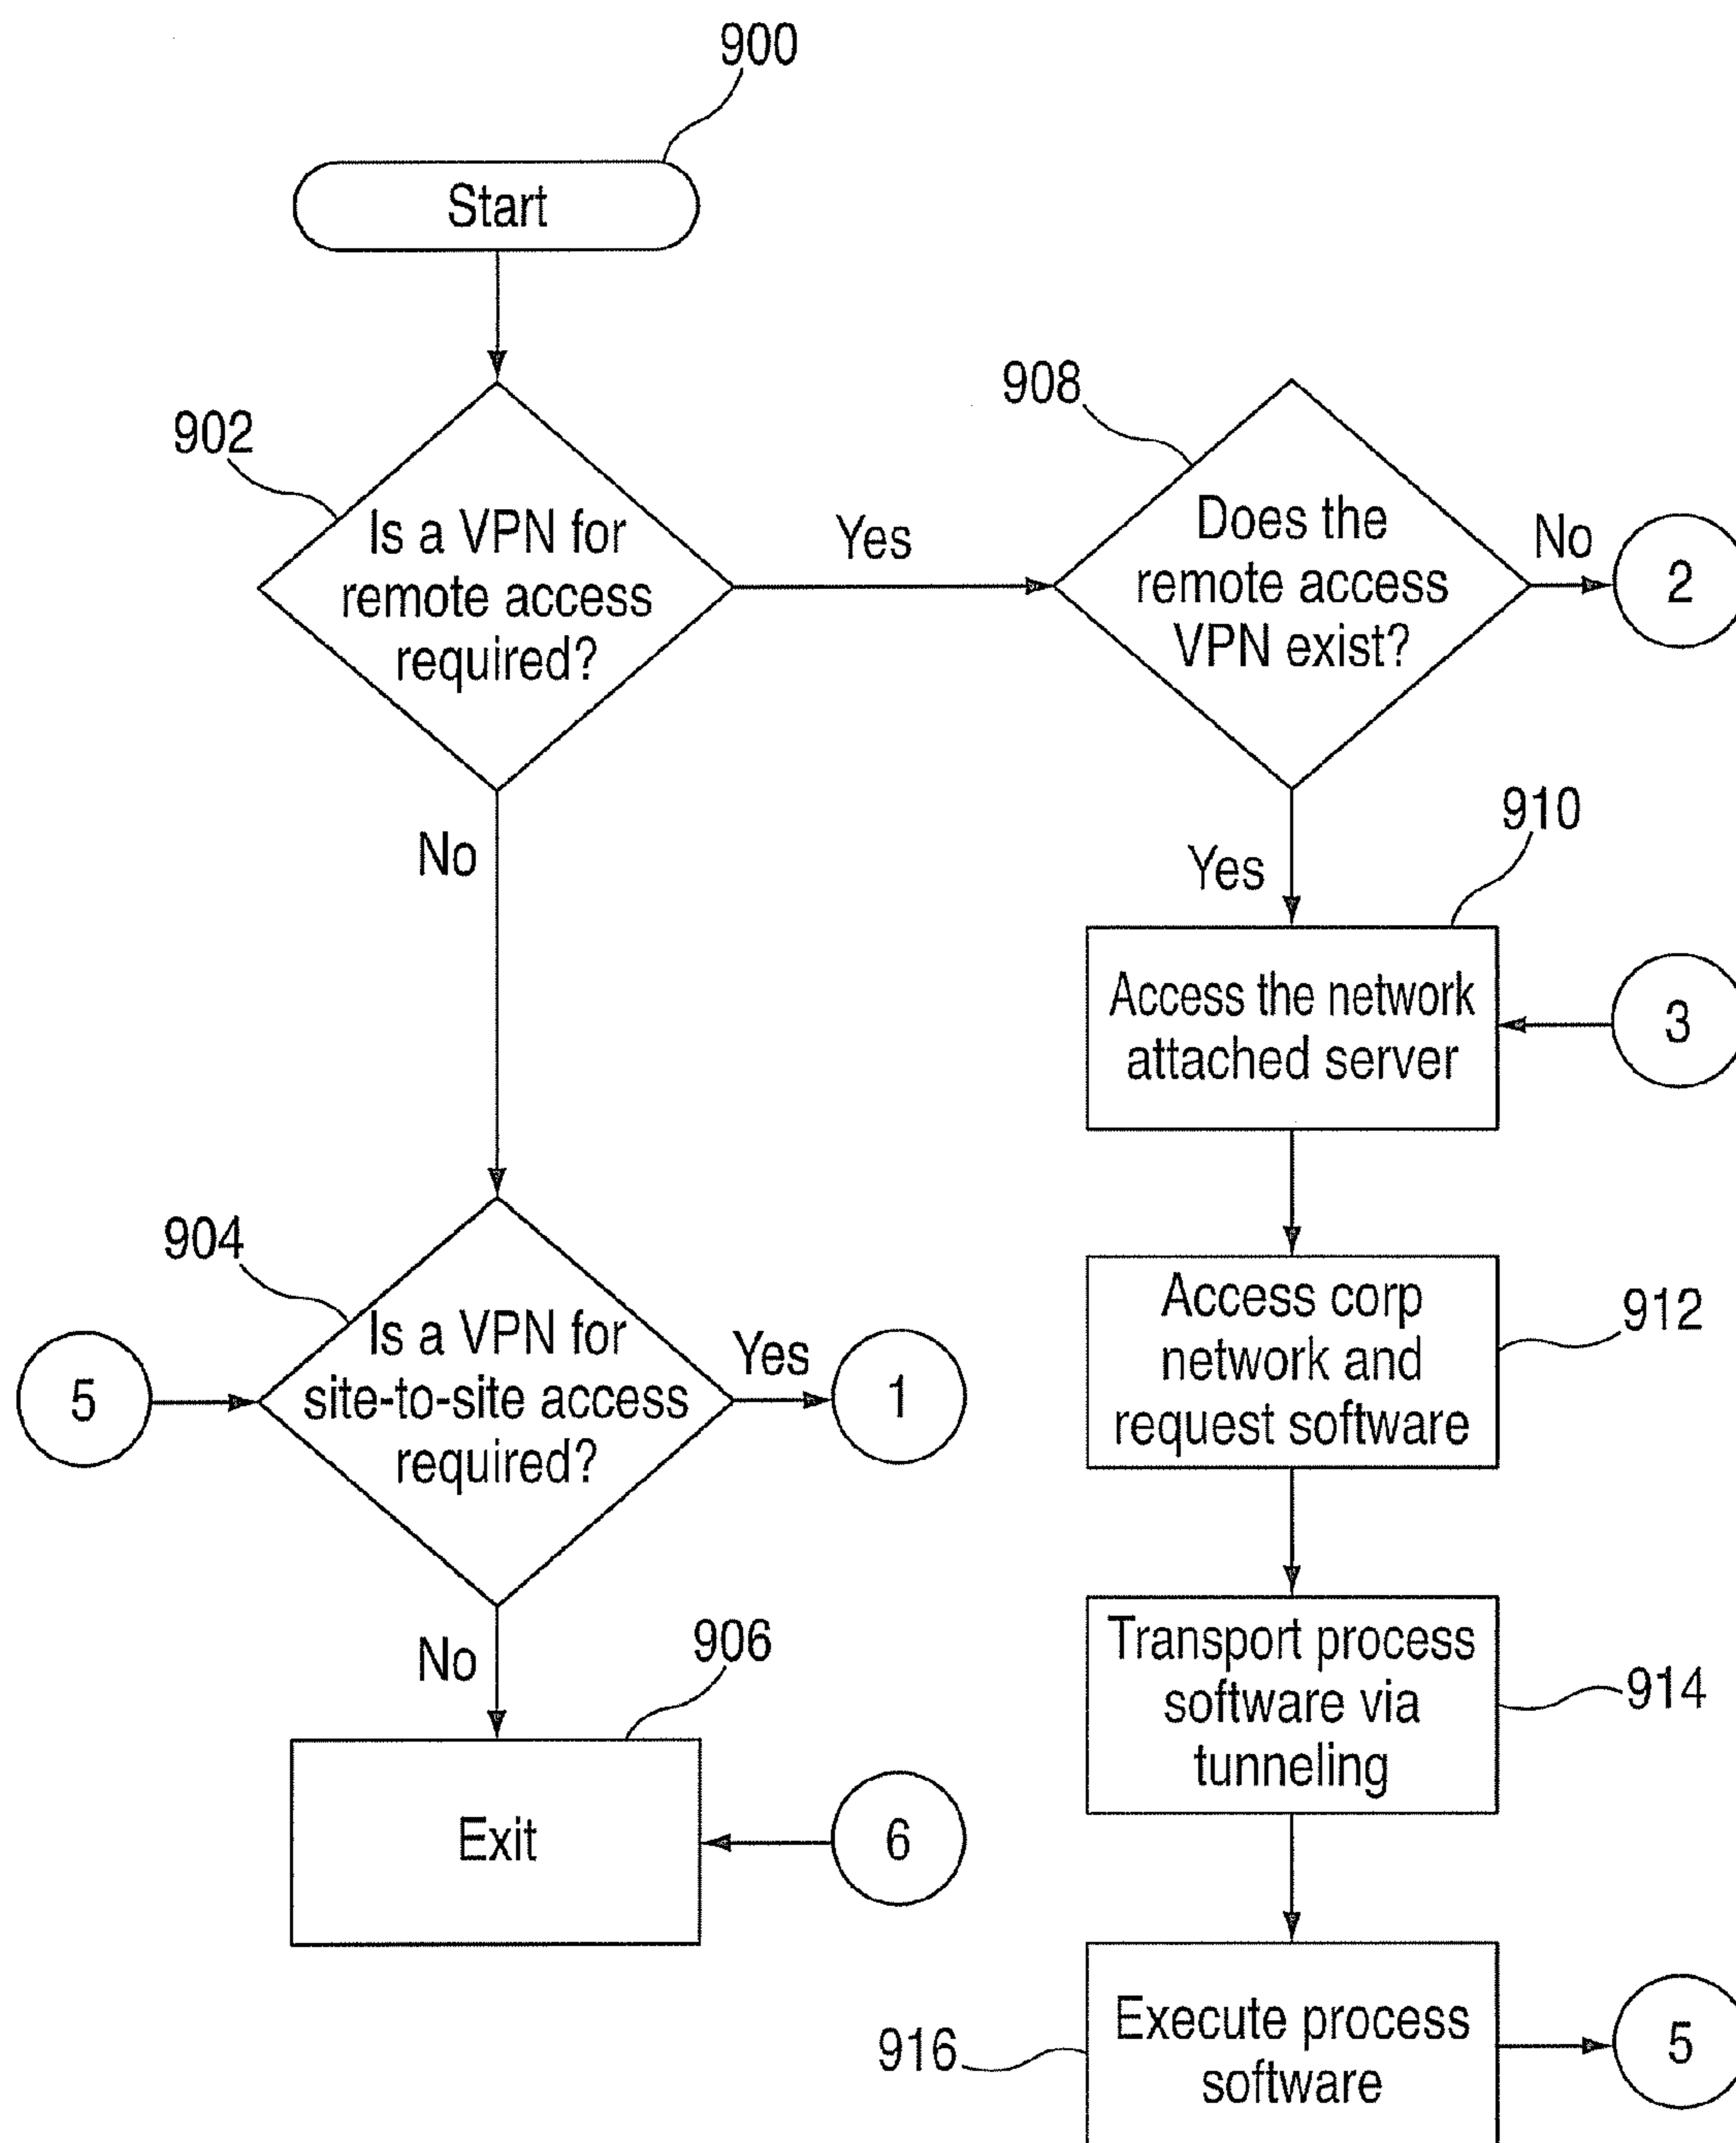 900
Start
902
Is a VPN for
remote access
required?
Yes
908
Does the
remote access
VPN exist?
No
2
No
Yes
910
Access the network
attached server
3
904
Is a VPN for
site-to-site access
required?
5
Yes
1
Access corp
network and
request software
912
No
906
Exit
6
Transport process
software via
tunneling
914
916
Execute process
software
5